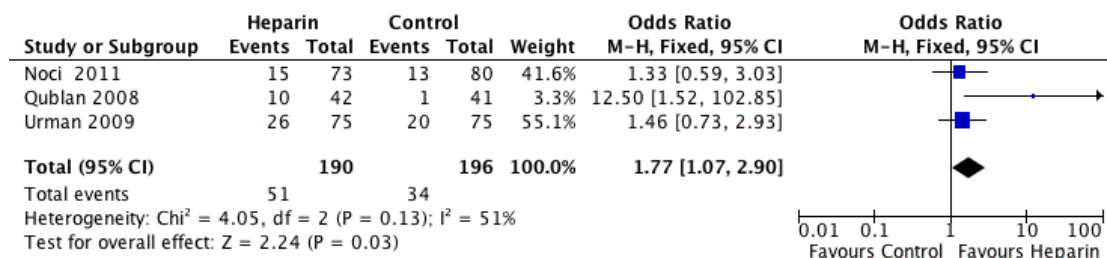 Heparin Control Odds Ratio Odds Ratio
Study or Subgroup Events Total Events Total Weight M-H, Fixed, 95% CI M-H, Fixed, 95% CI
Noci 2011 15 73 13 80 41.6% 1.33 [0.59, 3.03]
Qublan 2008 10 42 1 41 3.3% 12.50 [1.52, 102.85]
Urman 2009 26 75 20 75 55.1% 1.46 [0.73, 2.93]
Total (95% CI) 190 196 100.0% 1.77 [1.07, 2.90]
Total events 51 34
Heterogeneity: Chi² = 4.05, df = 2 (P = 0.13); I² = 51%
Test for overall effect: Z = 2.24 (P = 0.03)
0.01 0.1 1 10 100
Favours Control Favours Heparin